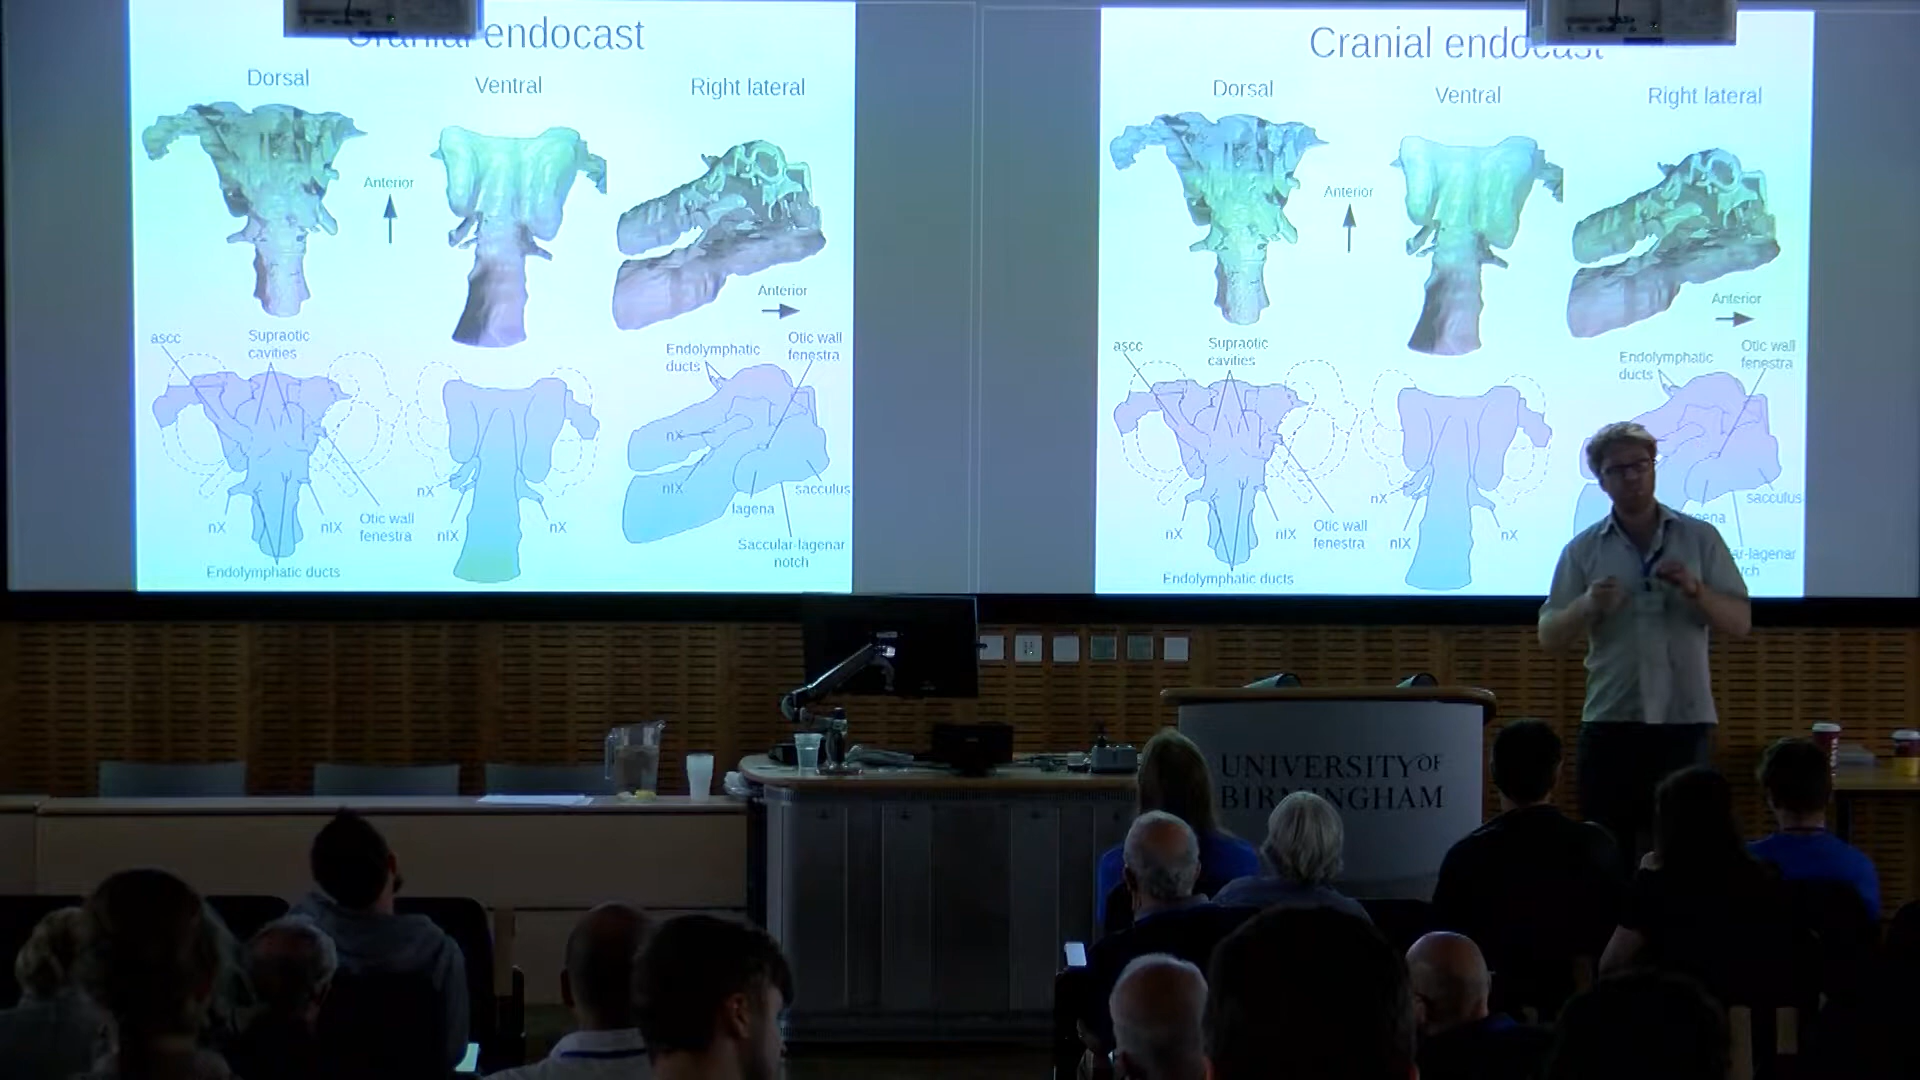 Cranial endocast
Dorsal
Ventral
Right lateral
Anterior
Anterior
ascc
Supraotic
cavities
Endolymphatic
ducts
Otic wall
fenestra
nX
nIX
lagena
sacculus
Saccular-lagenar
notch
nX
nIX
Otic wall
fenestra
nX
nIX
nX
Endolymphatic ducts
Cranial endocast
Dorsal
Ventral
Right lateral
Anterior
Anterior
ascc
Supraotic
cavities
Endolymphatic
ducts
Otic wall
fenestra
sacculus
nX
nIX
Otic wall
fenestra
nX
nIX
nX
Endolymphatic ducts
UNIVERSITY OF
BIRMINGHAM